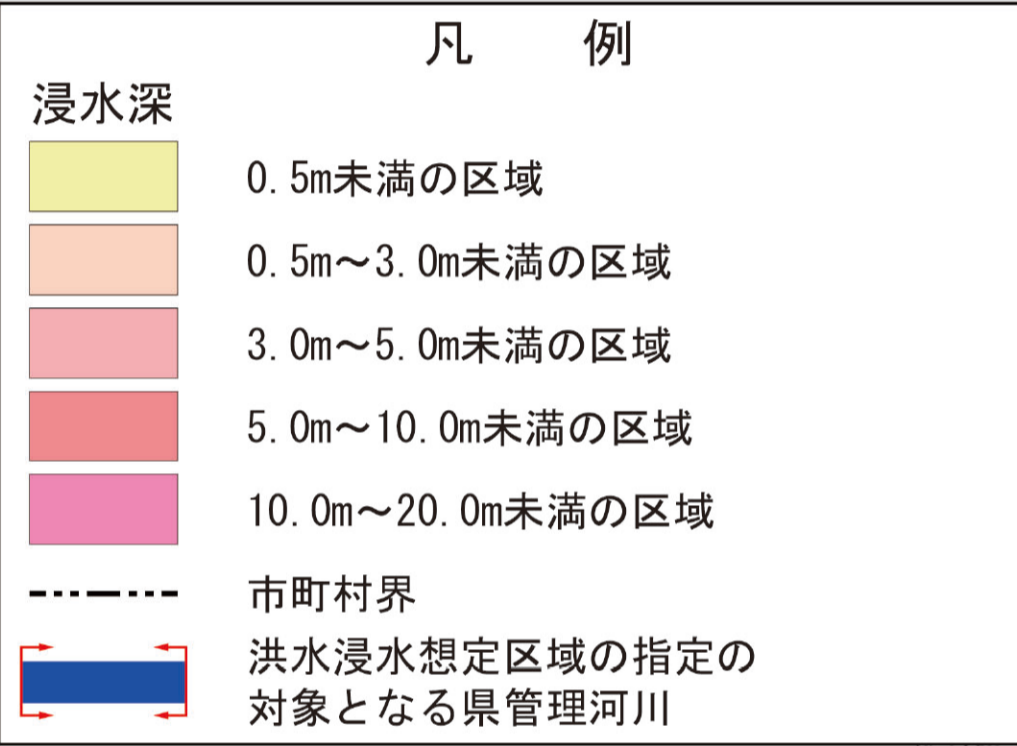 凡　例
浸水深
0.5m未満の区域
0.5m～3.0m未満の区域
3.0m～5.0m未満の区域
5.0m～10.0m未満の区域
10.0m～20.0m未満の区域
市町村界
洪水浸水想定区域の指定の
対象となる県管理河川